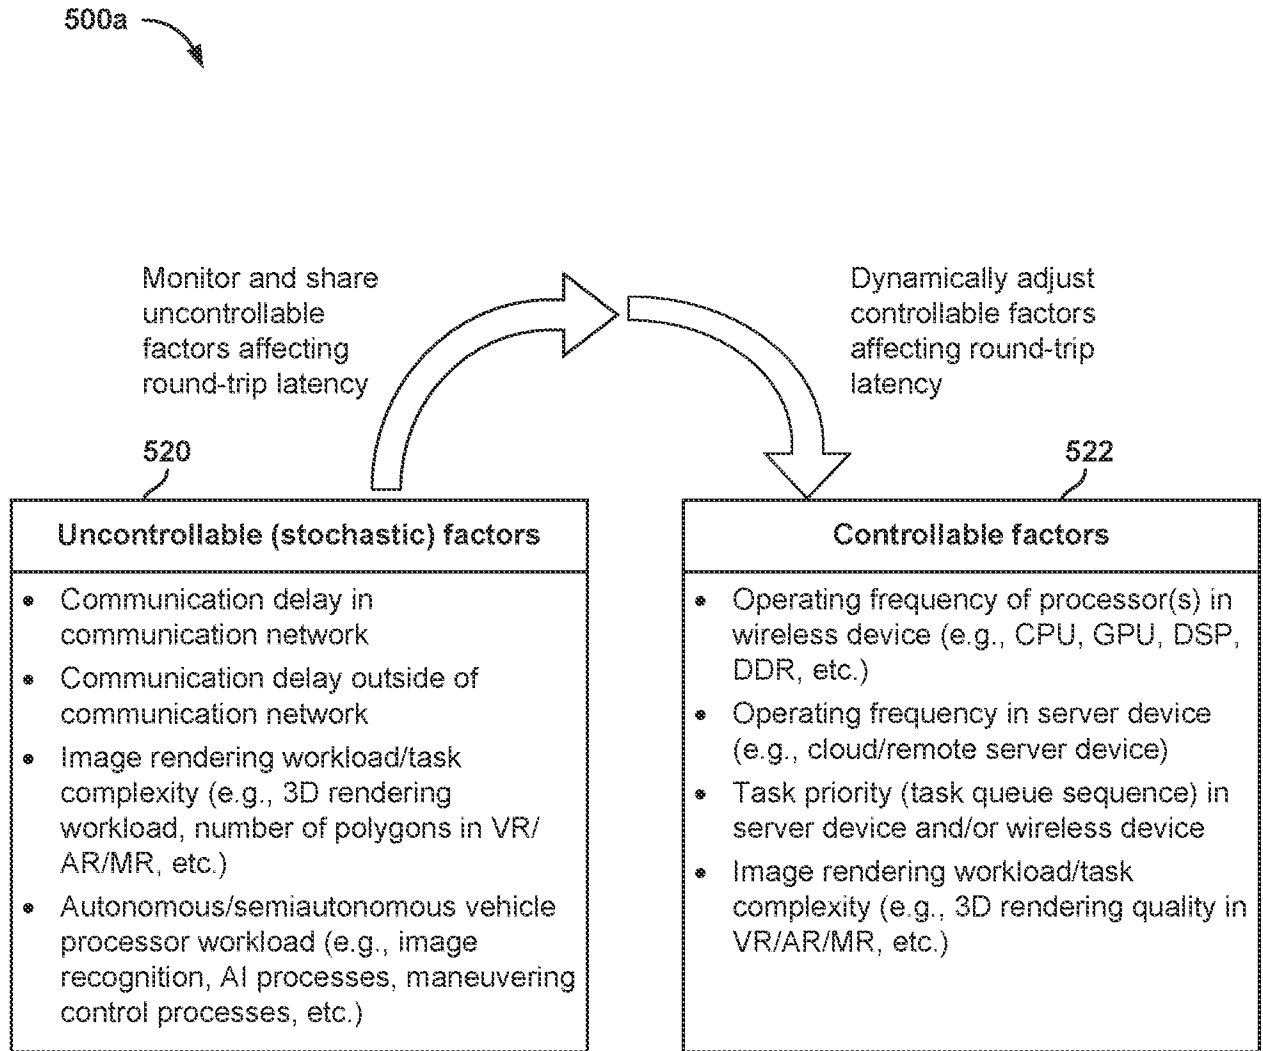 500a
Monitor and share
uncontrollable
factors affecting
round-trip latency
Dynamically adjust
controllable factors
affecting round-trip
latency
520
522
Uncontrollable (stochastic) factors
• Communication delay in
communication network
• Communication delay outside of
communication network
• Image rendering workload/task
complexity (e.g., 3D rendering
workload, number of polygons in VR/
AR/MR, etc.)
• Autonomous/semiautonomous vehicle
processor workload (e.g., image
recognition, AI processes, maneuvering
control processes, etc.)
Controllable factors
• Operating frequency of processor(s) in
wireless device (e.g., CPU, GPU, DSP,
DDR, etc.)
• Operating frequency in server device
(e.g., cloud/remote server device)
• Task priority (task queue sequence) in
server device and/or wireless device
• Image rendering workload/task
complexity (e.g., 3D rendering quality in
VR/AR/MR, etc.)